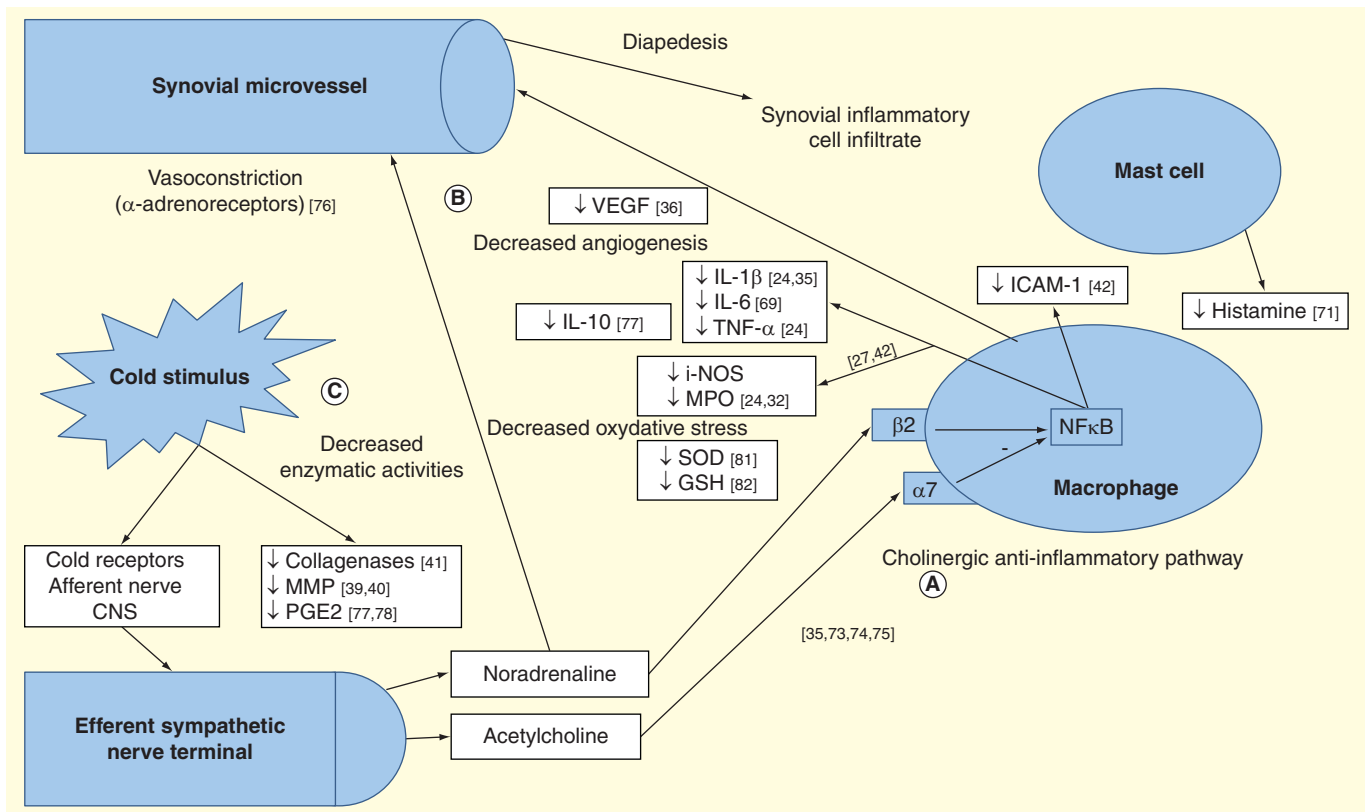 Diapedesis
Synovial microvessel
Synovial inflammatory
cell infiltrate
Mast cell
Vasoconstriction
(α-adrenoreceptors) [76]
B
↓ VEGF [36]
Decreased angiogenesis
↓ IL-1β [24,35]
↓ IL-6 [69]
↓ TNF-α [24]
↓ ICAM-1 [42]
↓ Histamine [71]
↓ IL-10 [77]
[27,42]
↓ i-NOS
↓ MPO [24,32]
Cold stimulus
C
Decreased oxydative stress
β2
NFκB
-
Decreased
enzymatic activities
↓ SOD [81]
↓ GSH [82]
α7
Macrophage
Cold receptors
Afferent nerve
CNS
↓ Collagenases [41]
↓ MMP [39,40]
↓ PGE2 [77,78]
Cholinergic anti-inflammatory pathway
A
[35,73,74,75]
Noradrenaline
Efferent sympathetic
nerve terminal
Acetylcholine